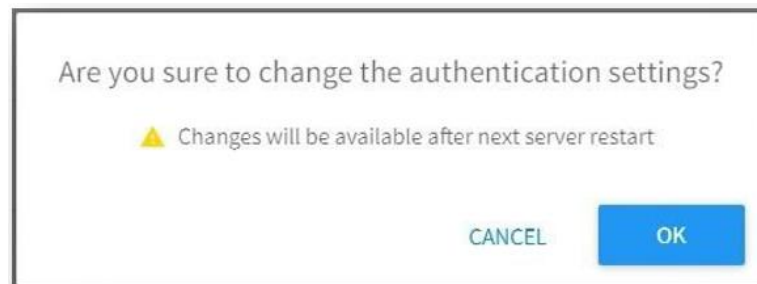 Are you sure to change the authentication settings?
Changes will be available after next server restart
CANCEL OK